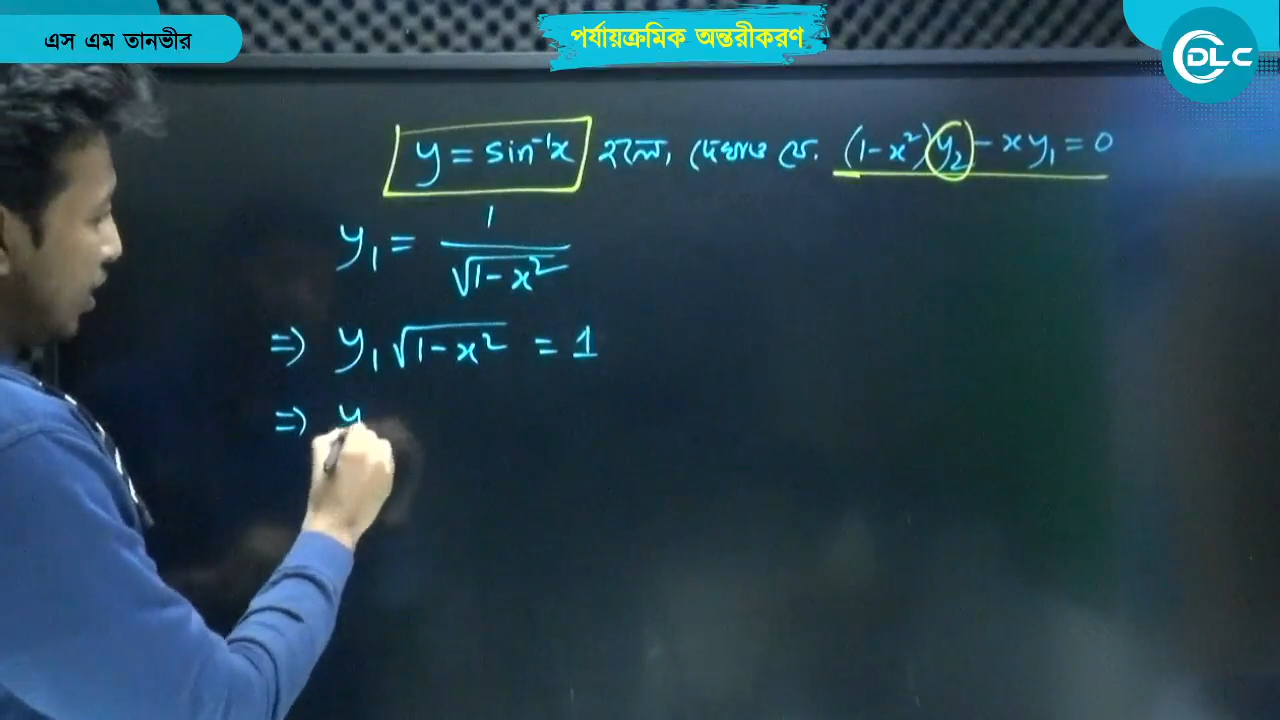 এস এম তানভীর
পর্যায়ক্রমিক অন্তরীকরণ
DLC
y = sin⁻¹x হলে, দেখাও যে, (1-x²)y₂ - xy₁ = 0
y₁ = 1/√(1-x²)
⇒ y₁√(1-x²) = 1
⇒ y